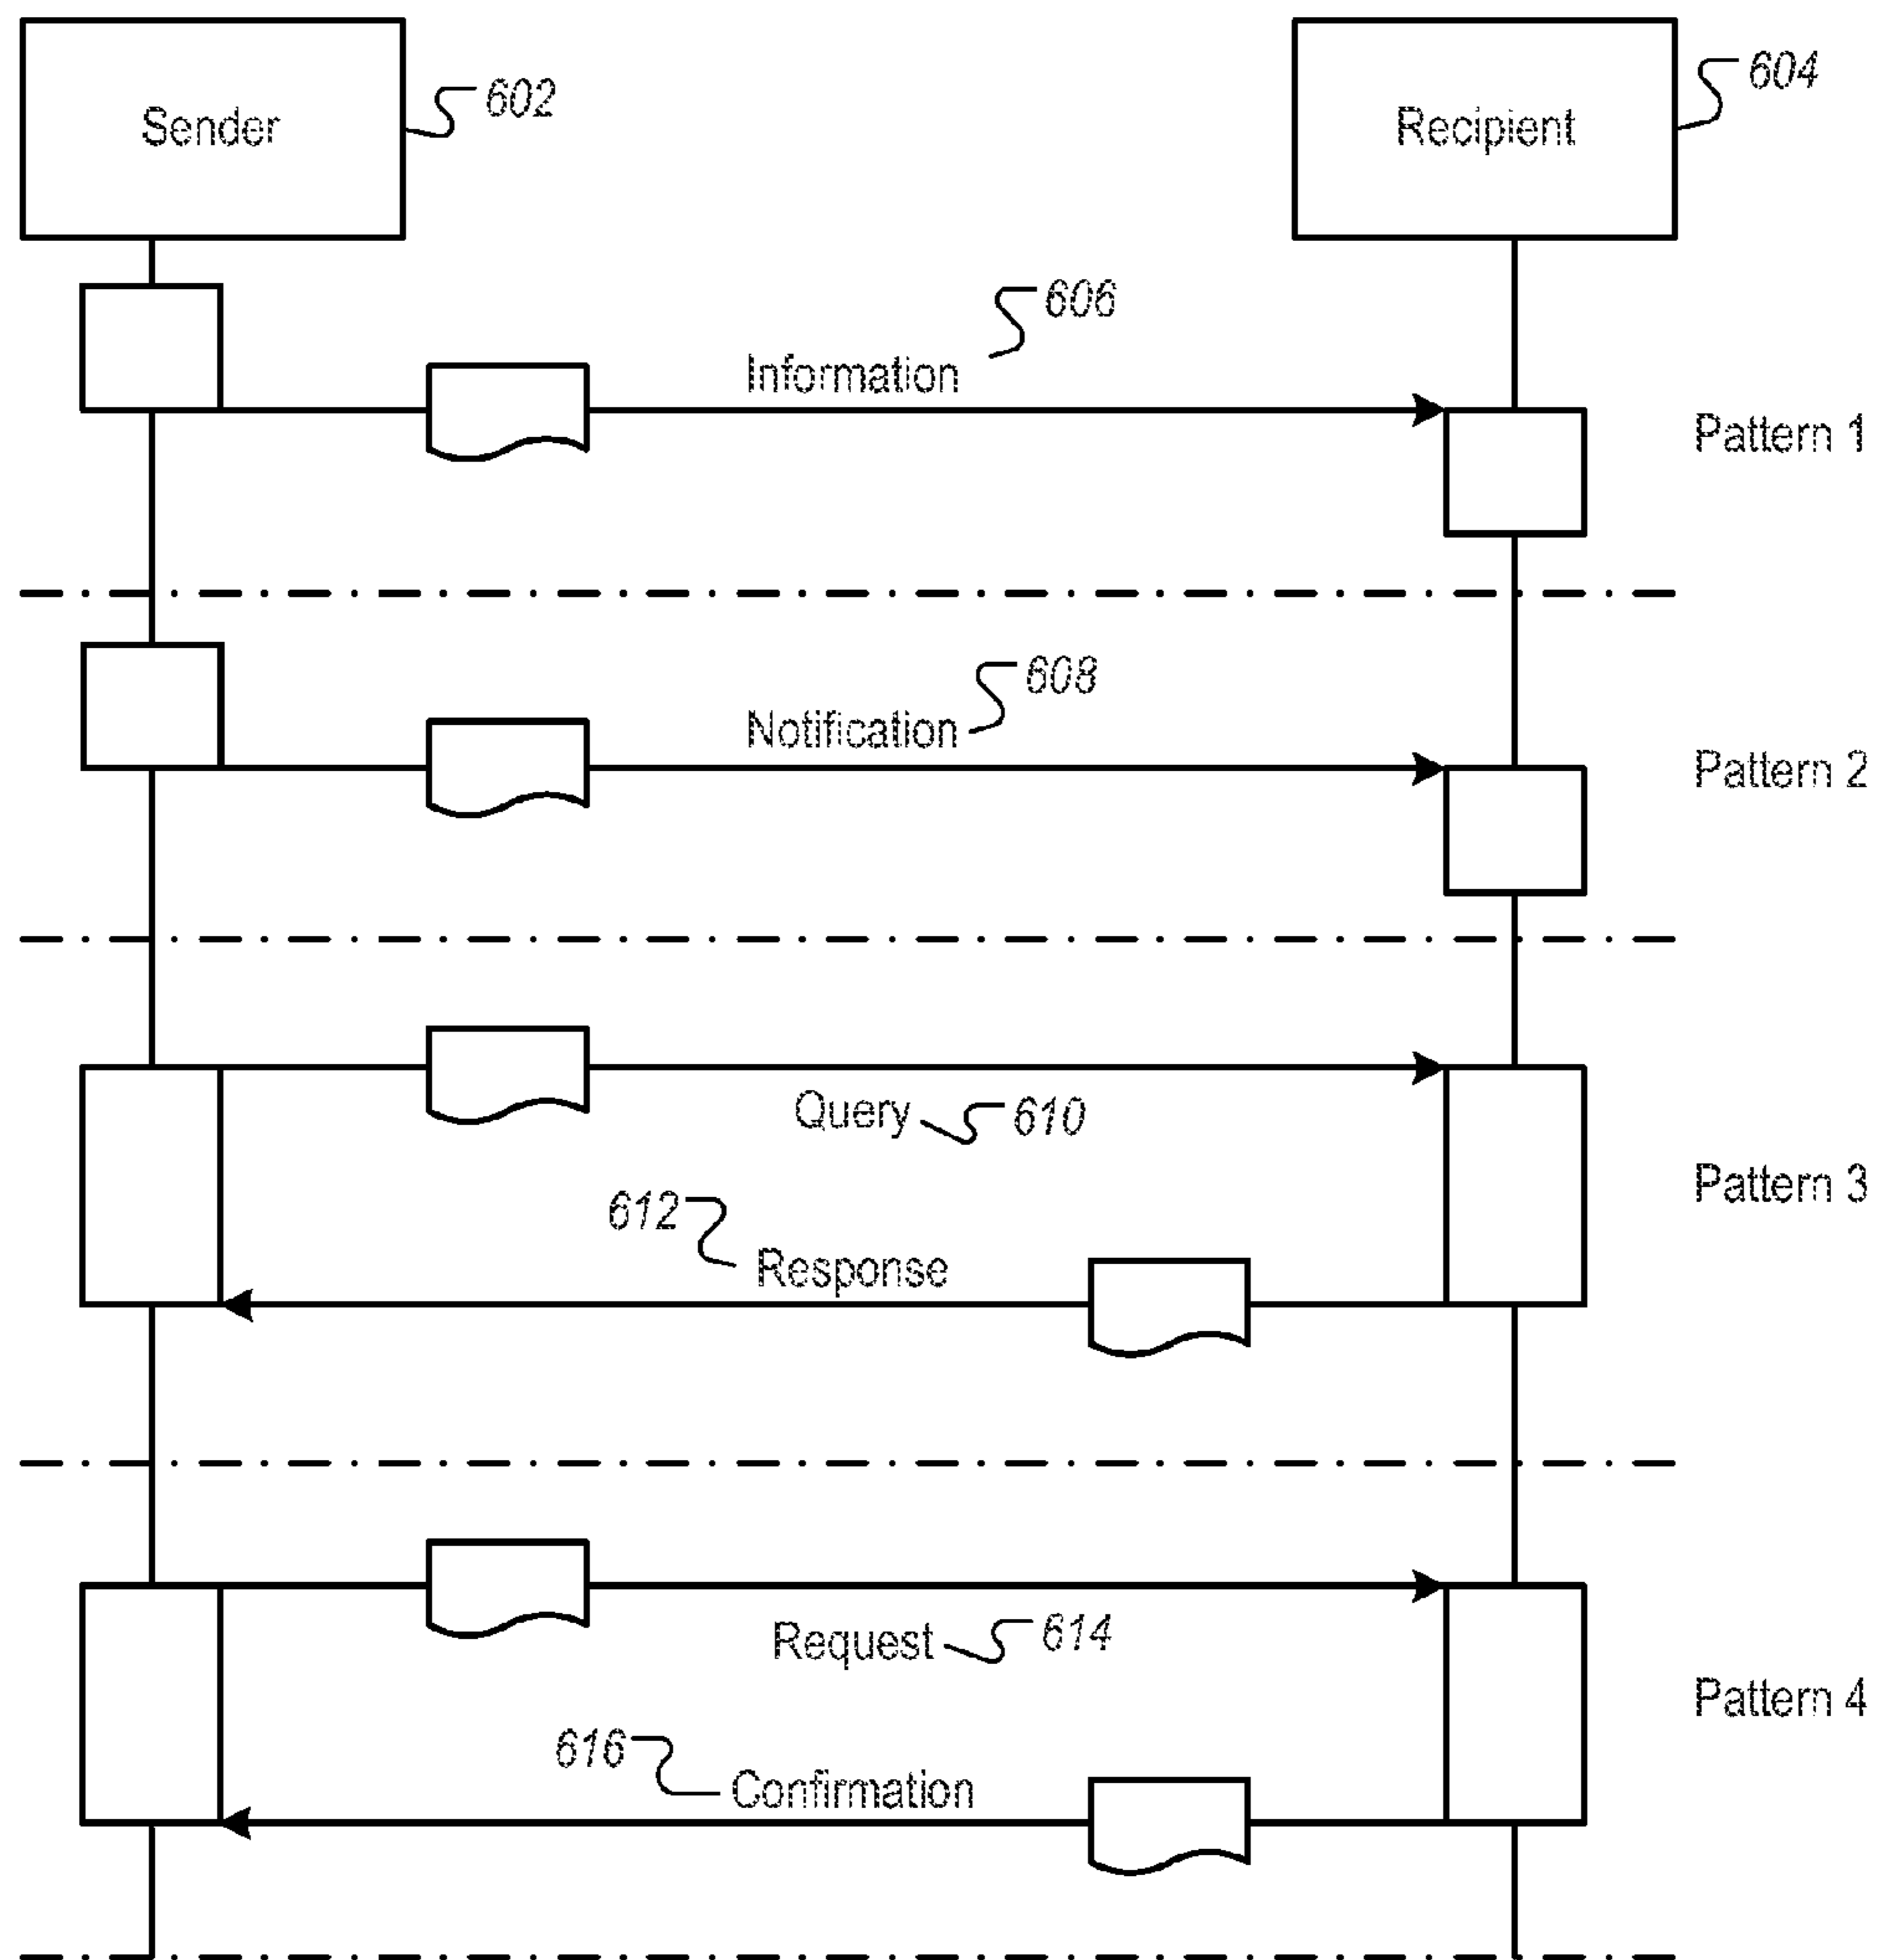 Sender
602
Recipient
604
606
Information
Pattern 1
608
Notification
Pattern 2
Query
610
Pattern 3
612
Response
Request
614
Pattern 4
616
Confirmation